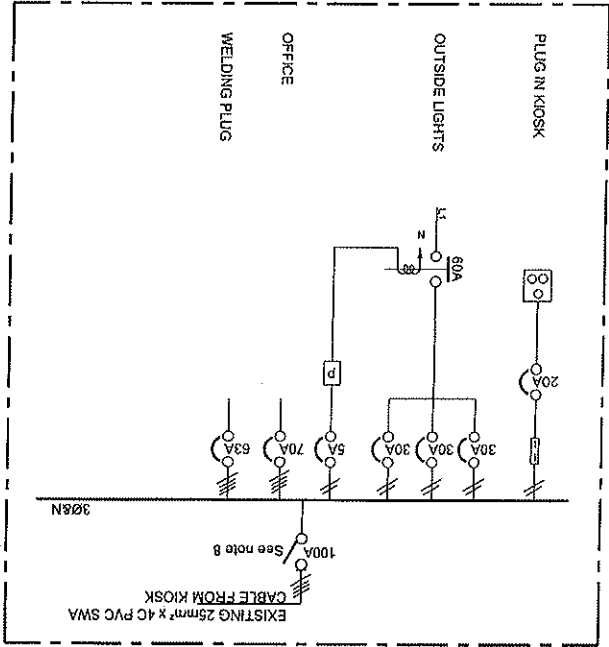 EXISTING 25mm² x 4C PVC SWA
CABLE FROM KIOSK
100A
See note 8
3Ø&N
30A
30A
30A
5A
70A
63A
20A
P
60A
N
L1
PLUG IN KIOSK
OUTSIDE LIGHTS
OFFICE
WELDING PLUG